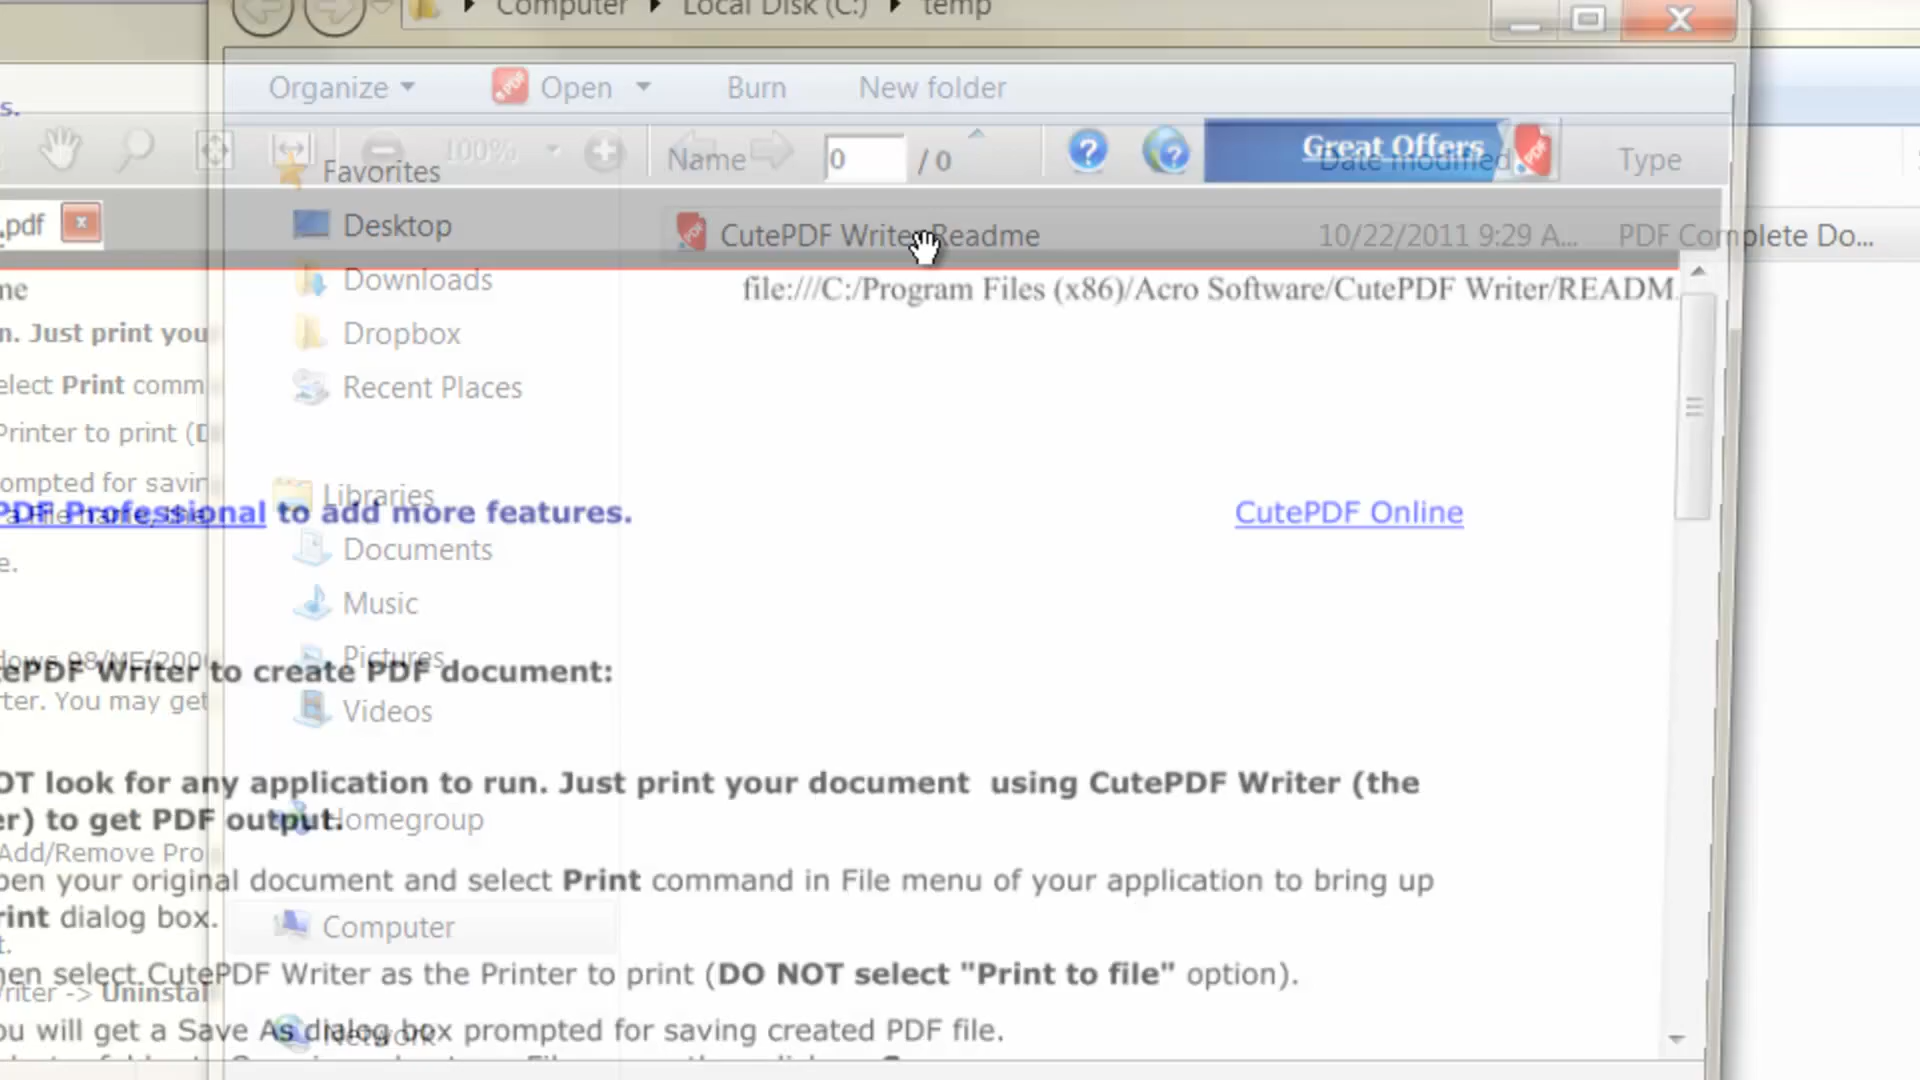 Computer Local Disk (C:) temp
Organize Open Burn New folder
s.
100% Name 0 / 0 Great Offers Date modified Type
Favorites
.pdf Desktop CutePDF Writer Readme 10/22/2011 9:29 A... PDF Complete Do...
Downloads
me file:///C:/Program Files (x86)/Acro Software/CutePDF Writer/READM
n. Just print you
Dropbox
elect Print comm
Recent Places
Printer to print (D
ompted for savin
Libraries
PDF Professional to add more features. CutePDF Online
Documents
e.
Music
Pictures
dows 98/ME/200
tePDF Writer to create PDF document:
ter. You may get
Videos
OT look for any application to run. Just print your document using CutePDF Writer (the
er) to get PDF output.
Homegroup
Add/Remove Pro
pen your original document and select Print command in File menu of your application to bring up
rint dialog box.
Computer
t.
hen select CutePDF Writer as the Printer to print (DO NOT select "Print to file" option).
riter -> Uninstal
ou will get a Save As dialog box prompted for saving created PDF file.
Network